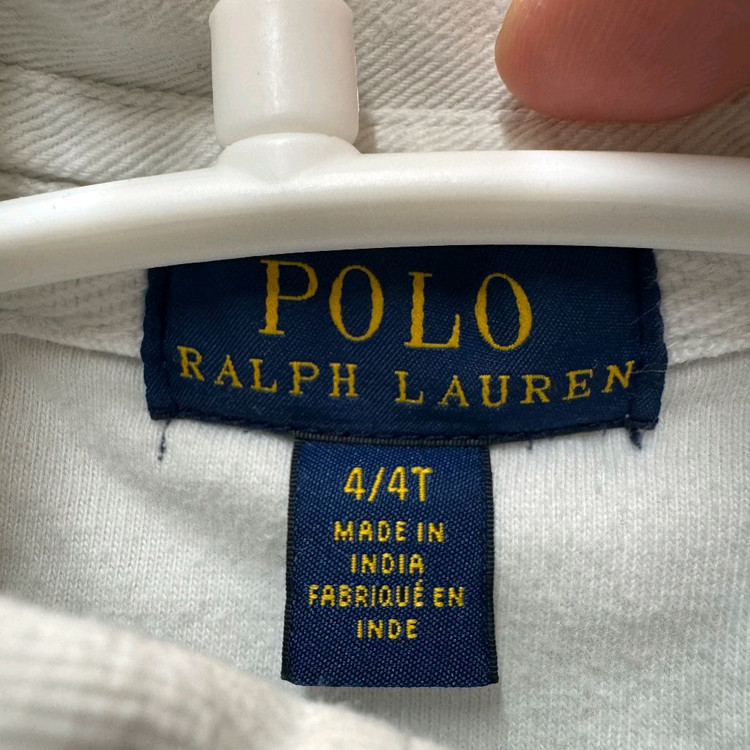 POLO
RALPH LAUREN
4/4T
MADE IN
INDIA
FABRIQUÉ EN
INDE